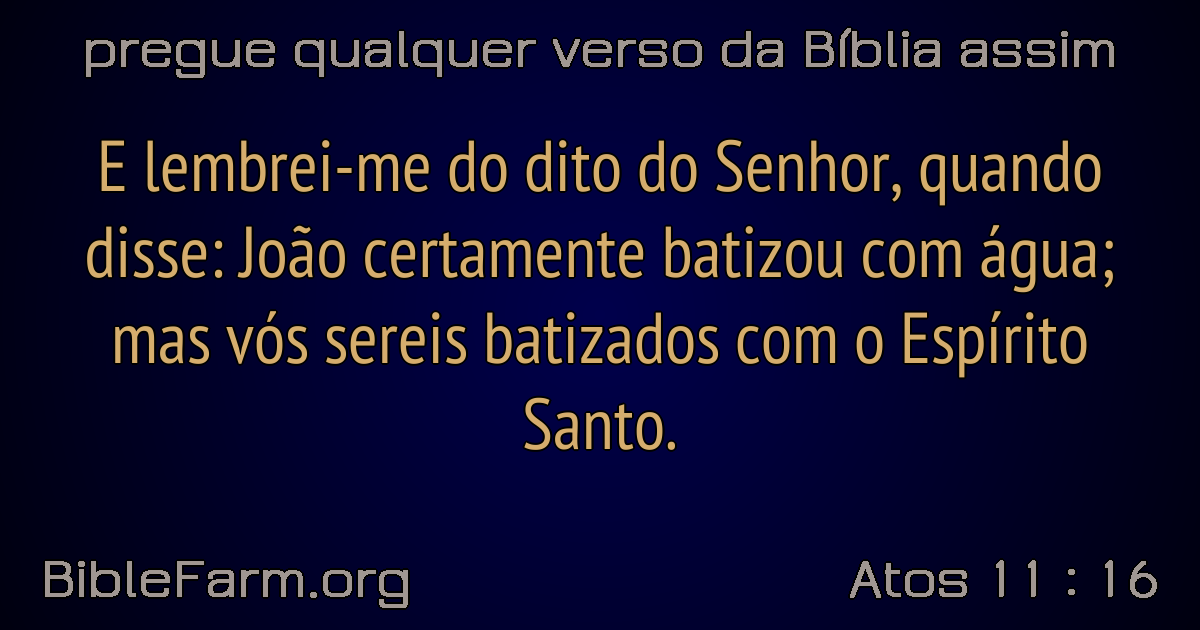 pregue qualquer verso da Bíblia assim
E lembrei-me do dito do Senhor, quando
disse: João certamente batizou com água;
mas vós sereis batizados com o Espírito
Santo.
BibleFarm.org
Atos 11 : 16